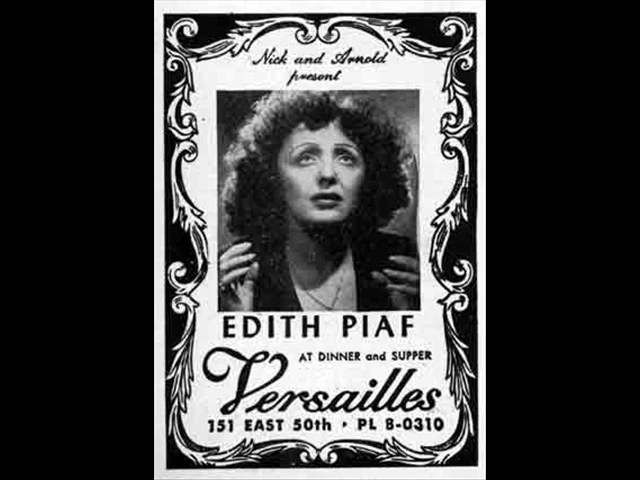 Nick and Arnold
present
EDITH PIAF
AT DINNER and SUPPER
Versailles
151 EAST 50th • PL 8-0310